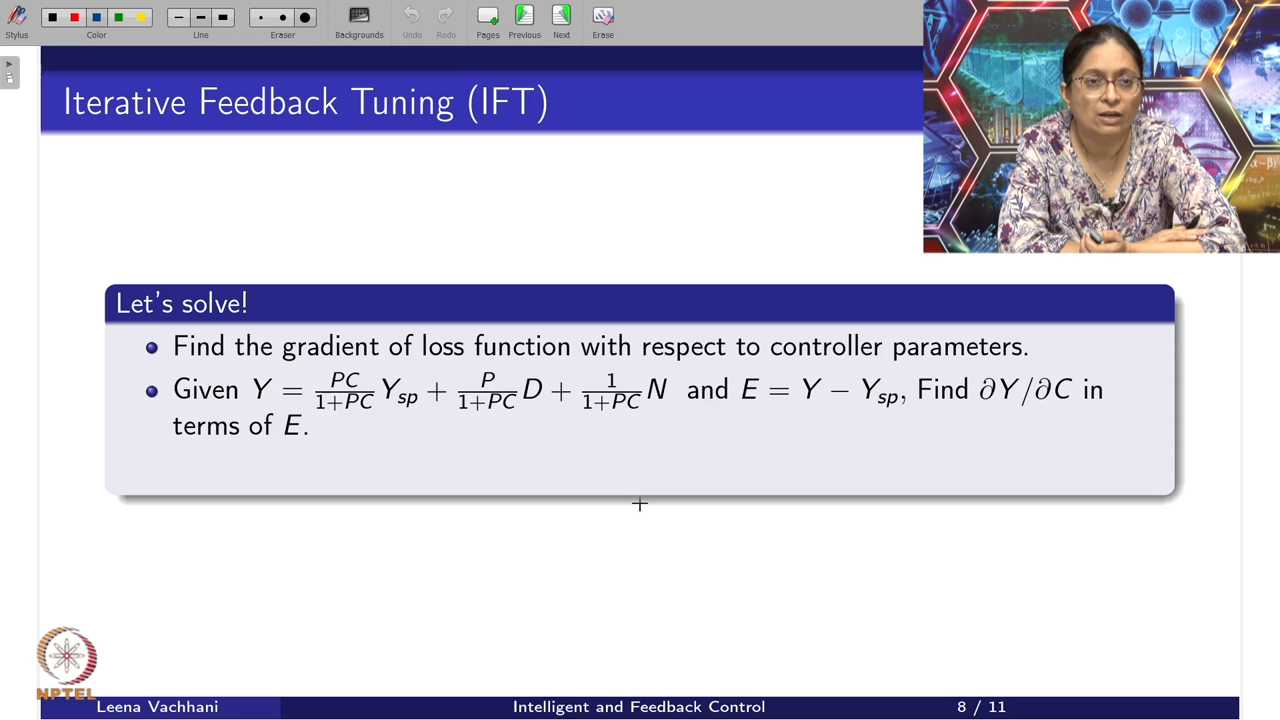 Stylus
Color
Line
Eraser
Backgrounds
Undo
Redo
Pages
Previous
Next
Erase
Iterative Feedback Tuning (IFT)
Let's solve!
Find the gradient of loss function with respect to controller parameters.
Given Y = PC/1+PC Y_sp + P/1+PC D + 1/1+PC N and E = Y − Y_sp, Find ∂Y/∂C in
terms of E.
NPTEL
Leena Vachhani
Intelligent and Feedback Control
8 / 11